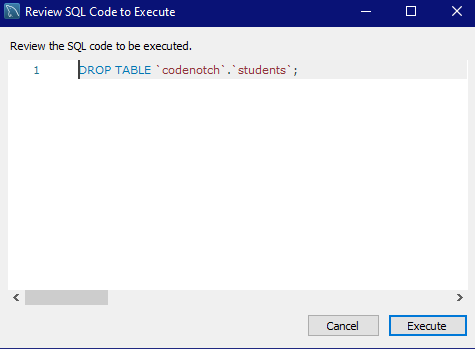 Review SQL Code to Execute
Review the SQL code to be executed.
1 DROP TABLE `codenotch`.`students`;
Cancel Execute